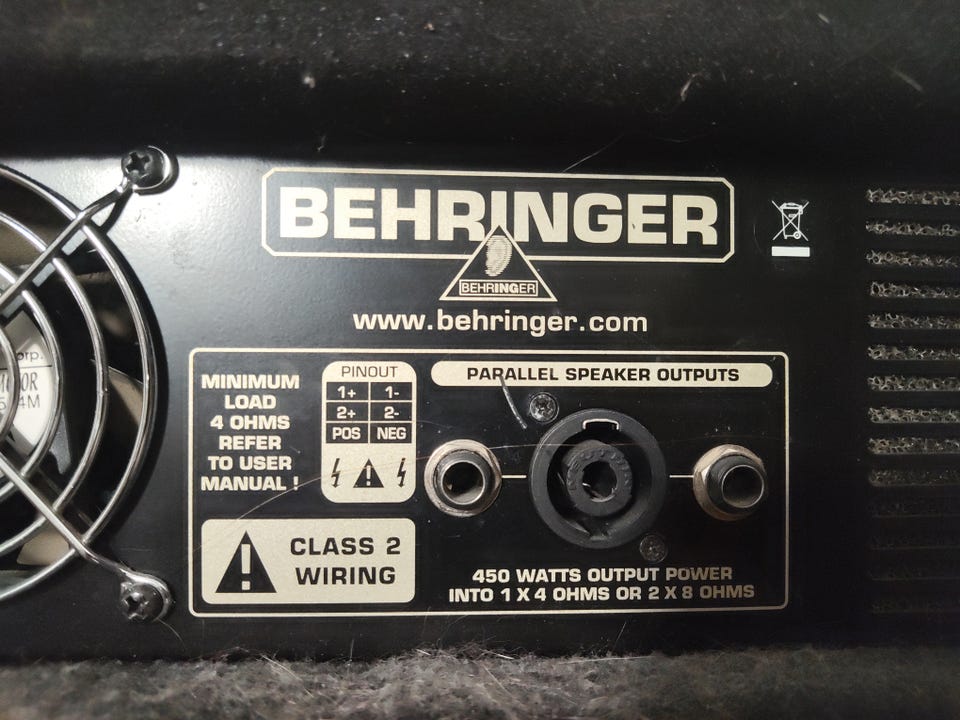 BEHRINGER
BEHRINGER
www.behringer.com
MINIMUM
LOAD
4 OHMS
REFER
TO USER
MANUAL !
PINOUT
1+ 1-
2+ 2-
POS NEG
PARALLEL SPEAKER OUTPUTS
CLASS 2
WIRING
450 WATTS OUTPUT POWER
INTO 1 X 4 OHMS OR 2 X 8 OHMS